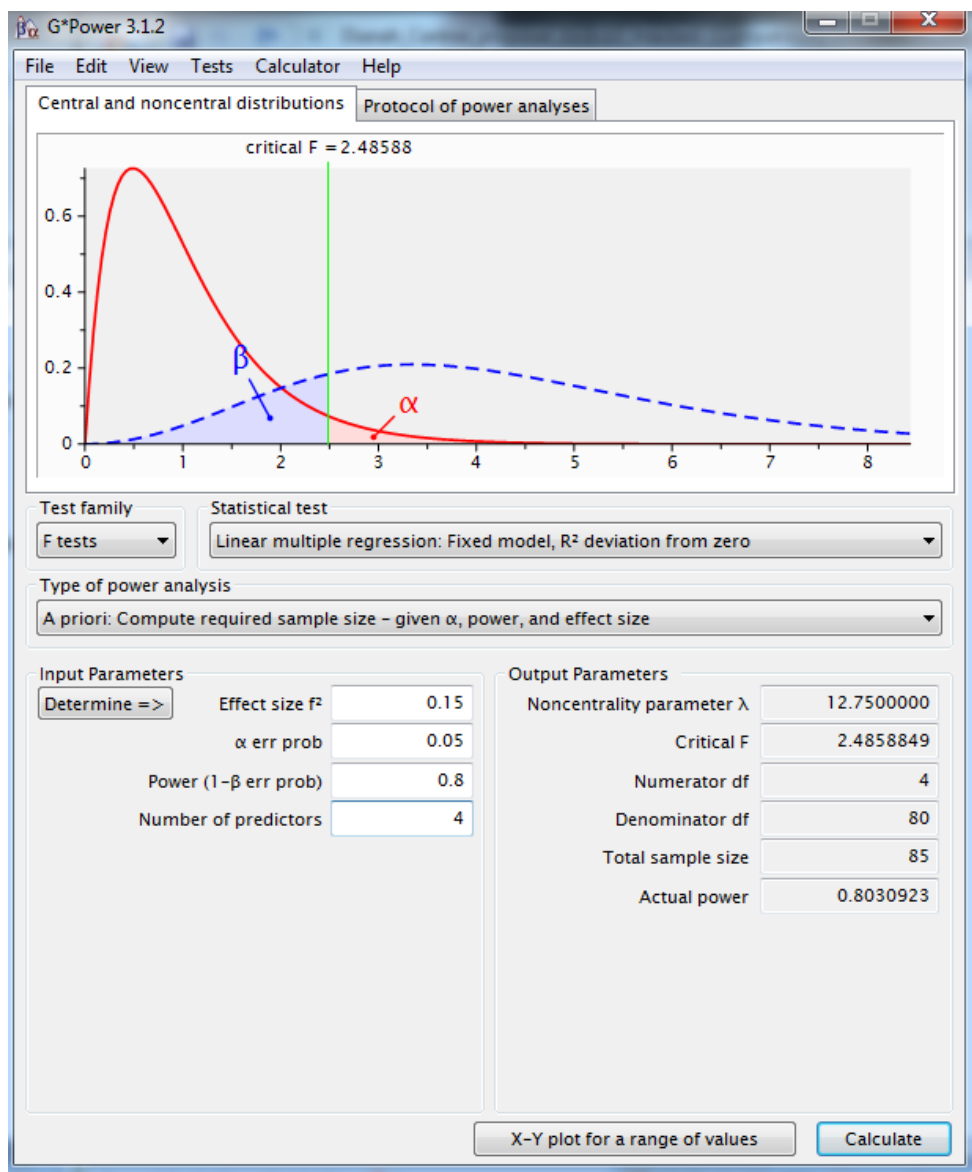 βα G*Power 3.1.2
File Edit View Tests Calculator Help
Central and noncentral distributions Protocol of power analyses
critical F = 2.48588
0.6
0.4
0.2
0
β
α
0 1 2 3 4 5 6 7 8
Test family Statistical test
F tests Linear multiple regression: Fixed model, R² deviation from zero
Type of power analysis
A priori: Compute required sample size – given α, power, and effect size
Input Parameters
Determine => Effect size f² 0.15
α err prob 0.05
Power (1-β err prob) 0.8
Number of predictors 4
Output Parameters
Noncentrality parameter λ 12.7500000
Critical F 2.4858849
Numerator df 4
Denominator df 80
Total sample size 85
Actual power 0.8030923
X-Y plot for a range of values Calculate